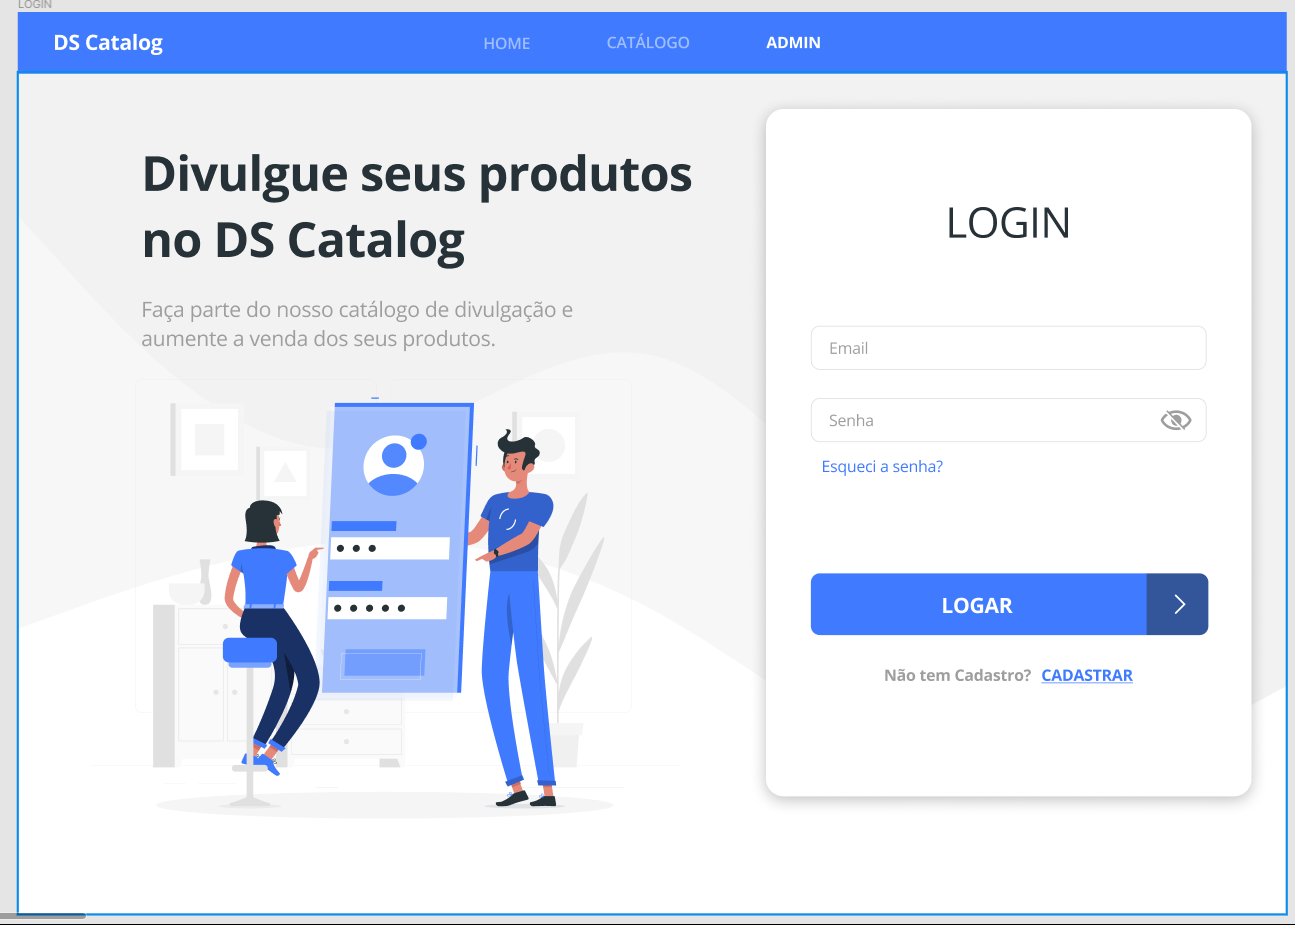 LOGIN
DS Catalog
HOME
CATÁLOGO
ADMIN
Divulgue seus produtos
no DS Catalog
Faça parte do nosso catálogo de divulgação e
aumente a venda dos seus produtos.
LOGIN
Email
Senha
Esqueci a senha?
LOGAR
Não tem Cadastro? CADASTRAR